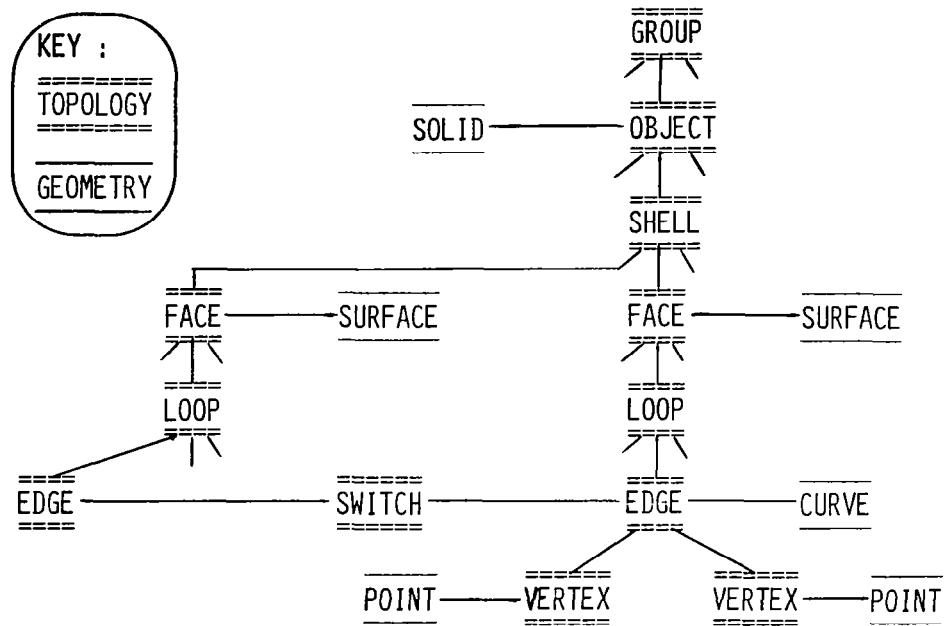 KEY :
TOPOLOGY
GEOMETRY
GROUP
SOLID OBJECT
SHELL
FACE SURFACE FACE SURFACE
LOOP LOOP
EDGE SWITCH EDGE CURVE
POINT VERTEX VERTEX POINT